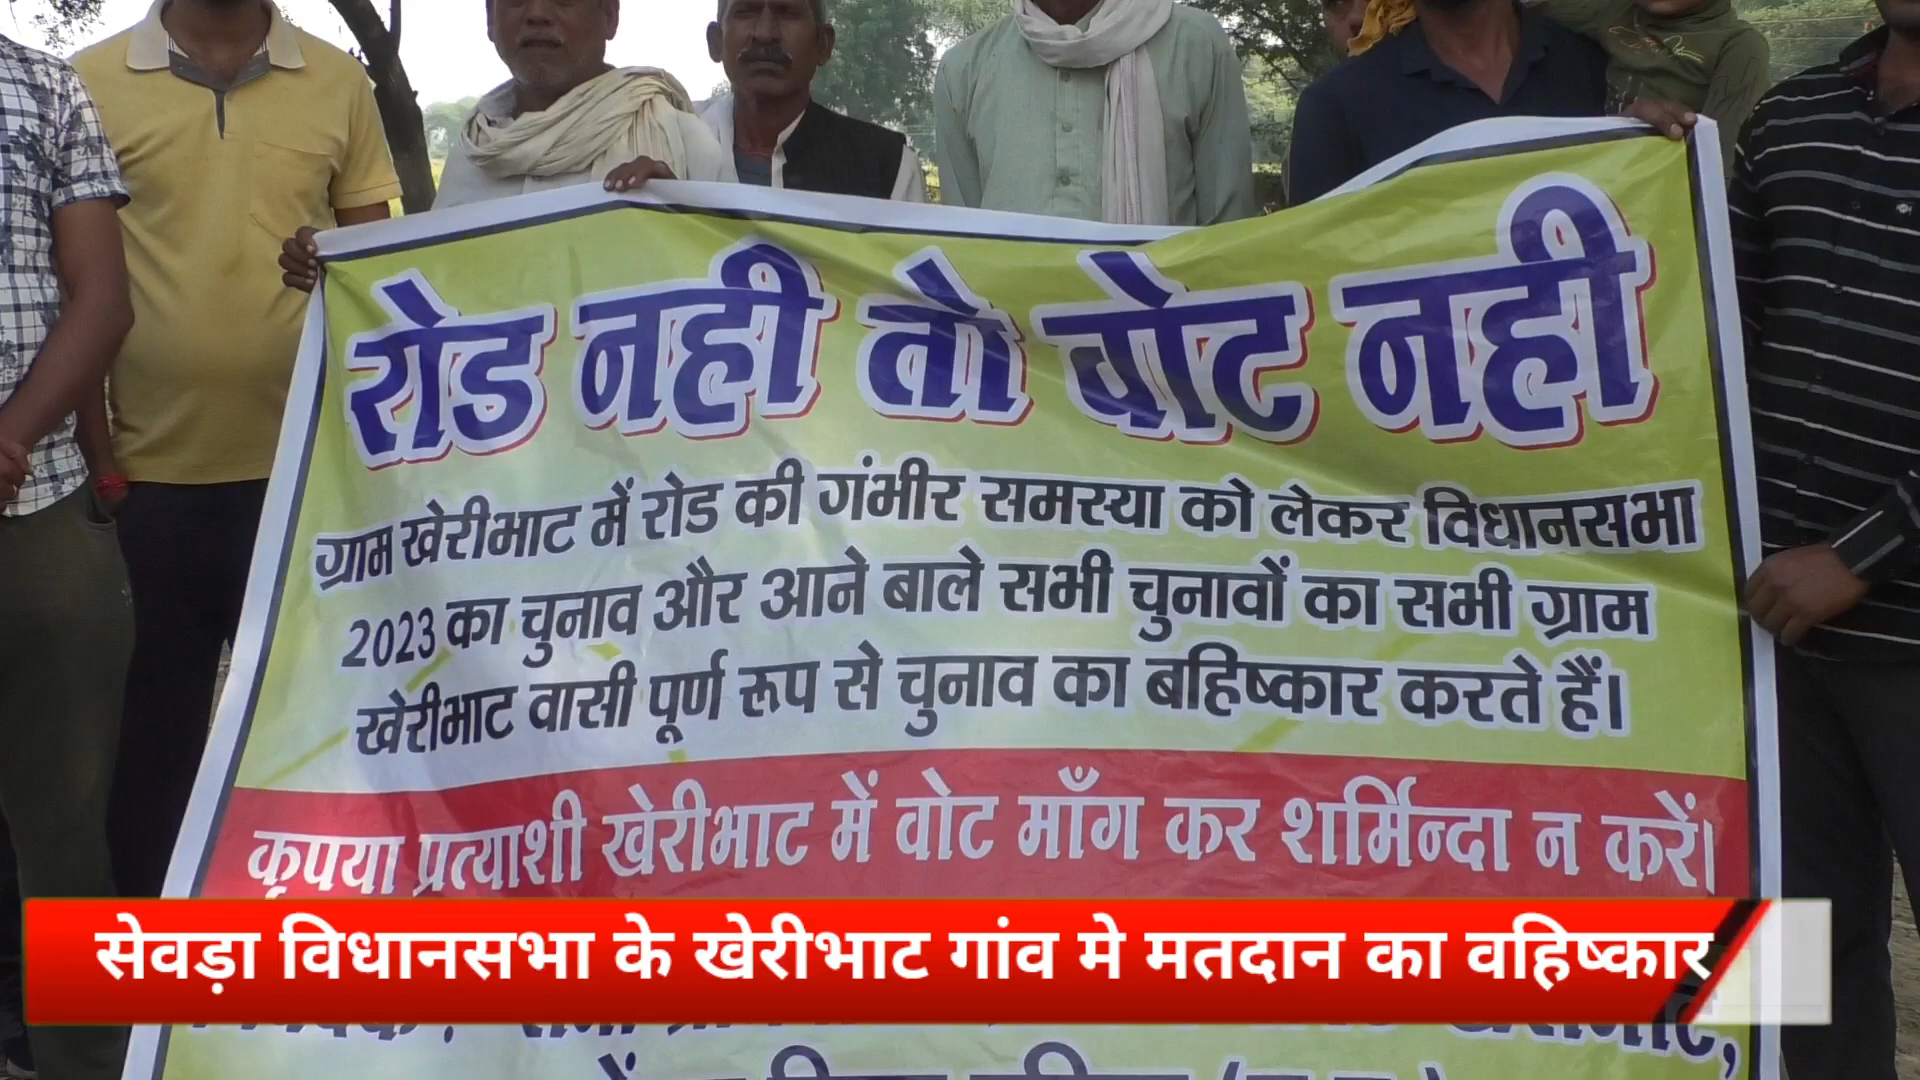 रोड नही तो वोट नही
ग्राम खेरीभाट में रोड की गंभीर समस्या को लेकर विधानसभा
2023 का चुनाव और आने बाले सभी चुनावों का सभी ग्राम
खेरीभाट वासी पूर्ण रूप से चुनाव का बहिष्कार करते हैं।
कृपया प्रत्याशी खेरीभाट में वोट माँग कर शर्मिन्दा न करें।
सेवड़ा विधानसभा के खेरीभाट गांव मे मतदान का वहिष्कार